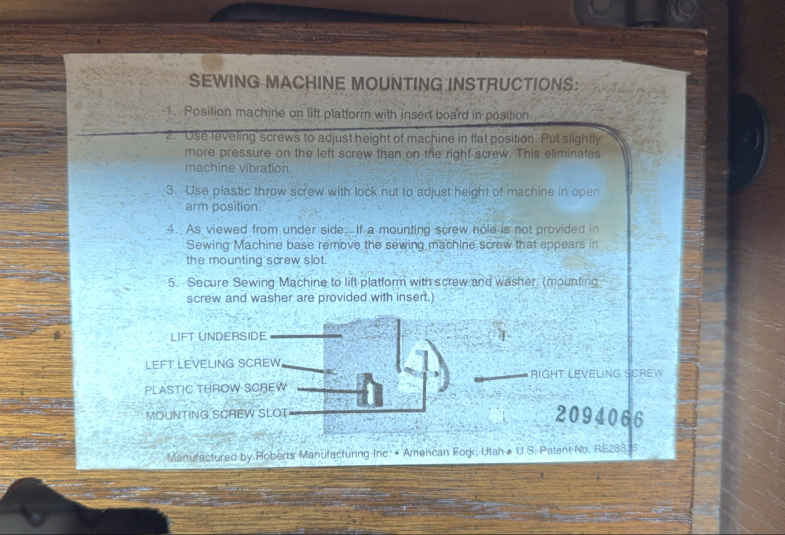 SEWING MACHINE MOUNTING INSTRUCTIONS:
1. Position machine on lift platform with insert board in position.
2. Use leveling screws to adjust height of machine in flat position. Put slightly
more pressure on the left screw than on the right screw. This eliminates
machine vibration.
3. Use plastic throw screw with lock nut to adjust height of machine in open
arm position.
4. As viewed from under side: If a mounting screw hole is not provided in
Sewing Machine base remove the sewing machine screw that appears in
the mounting screw slot.
5. Secure Sewing Machine to lift platform with screw and washer. (mounting
screw and washer are provided with insert.)
LIFT UNDERSIDE
LEFT LEVELING SCREW
RIGHT LEVELING SCREW
PLASTIC THROW SCREW
MOUNTING SCREW SLOT
2094066
Manufactured by Roberts Manufacturing Inc. • American Fork, Utah • U.S. Patent No.